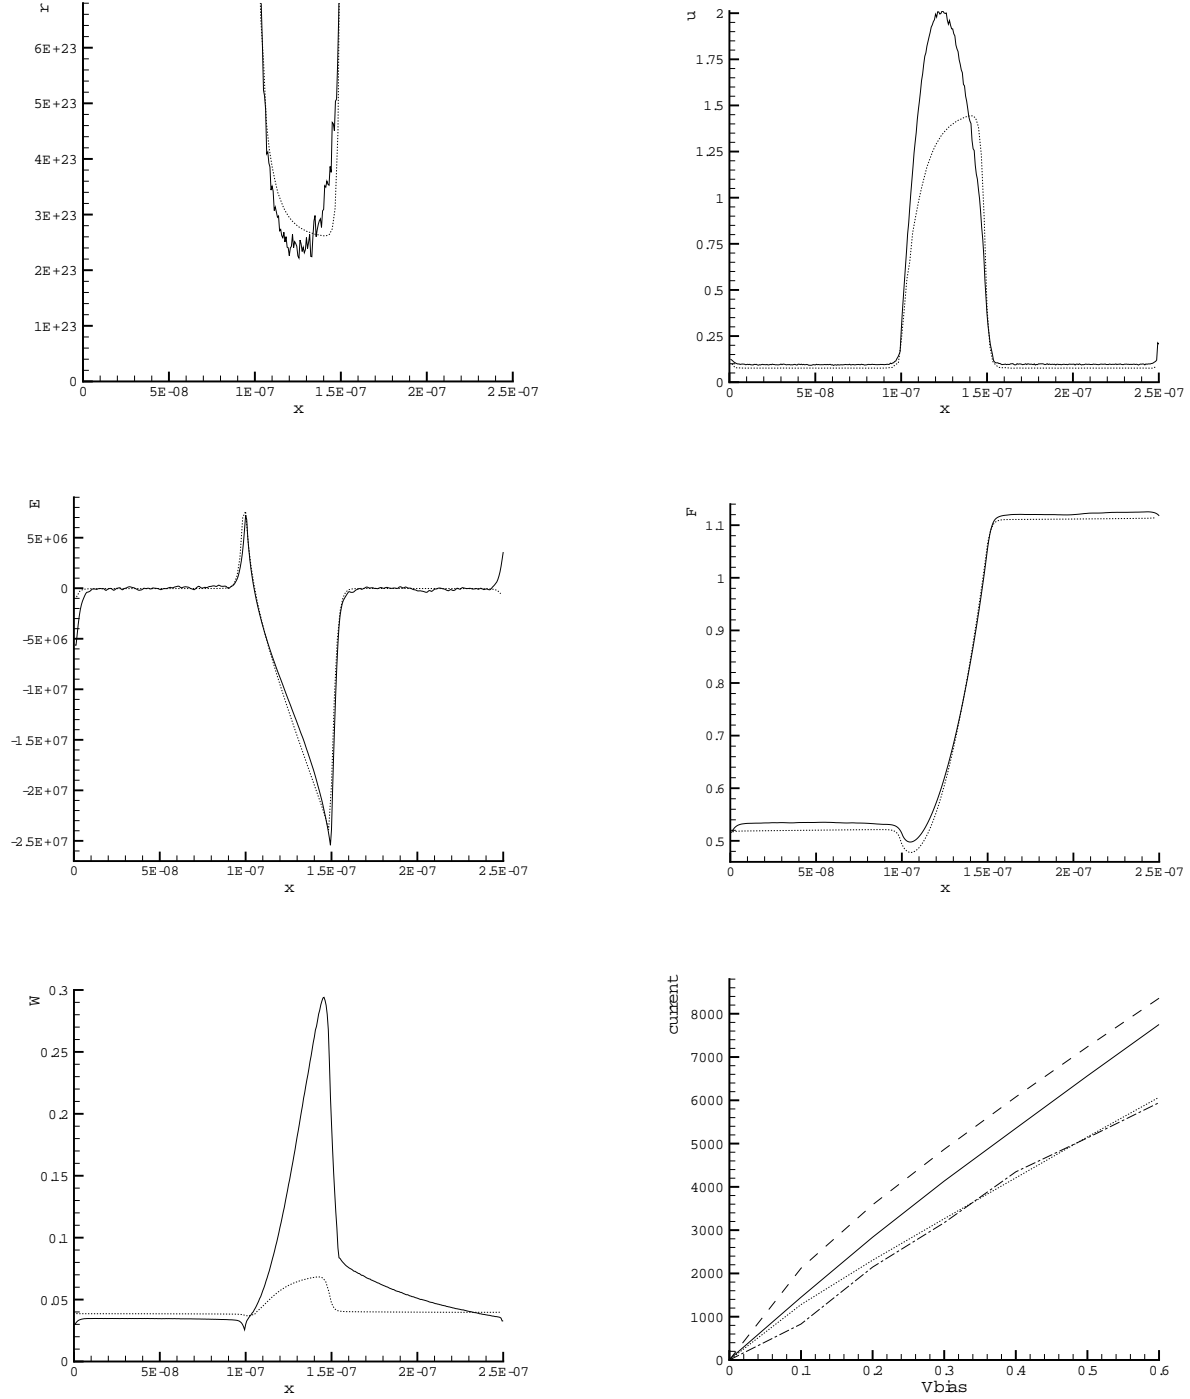 r
6E+23
5E+23
4E+23
3E+23
2E+23
1E+23
0
0 5E-08 1E-07 1.5E-07 2E-07 2.5E-07
x
u
2
1.75
1.5
1.25
1
0.75
0.5
0.25
0
0 5E-08 1E-07 1.5E-07 2E-07 2.5E-07
x
E
5E+06
0
-5E+06
-1E+07
-1.5E+07
-2E+07
-2.5E+07
0 5E-08 1E-07 1.5E-07 2E-07 2.5E-07
x
F
1.1
1
0.9
0.8
0.7
0.6
0.5
0 5E-08 1E-07 1.5E-07 2E-07 2.5E-07
x
W
0.3
0.25
0.2
0.15
0.1
0.05
0
0 5E-08 1E-07 1.5E-07 2E-07 2.5E-07
x
current
8000
7000
6000
5000
4000
3000
2000
1000
0
0 0.1 0.2 0.3 0.4 0.5 0.6
Vbias